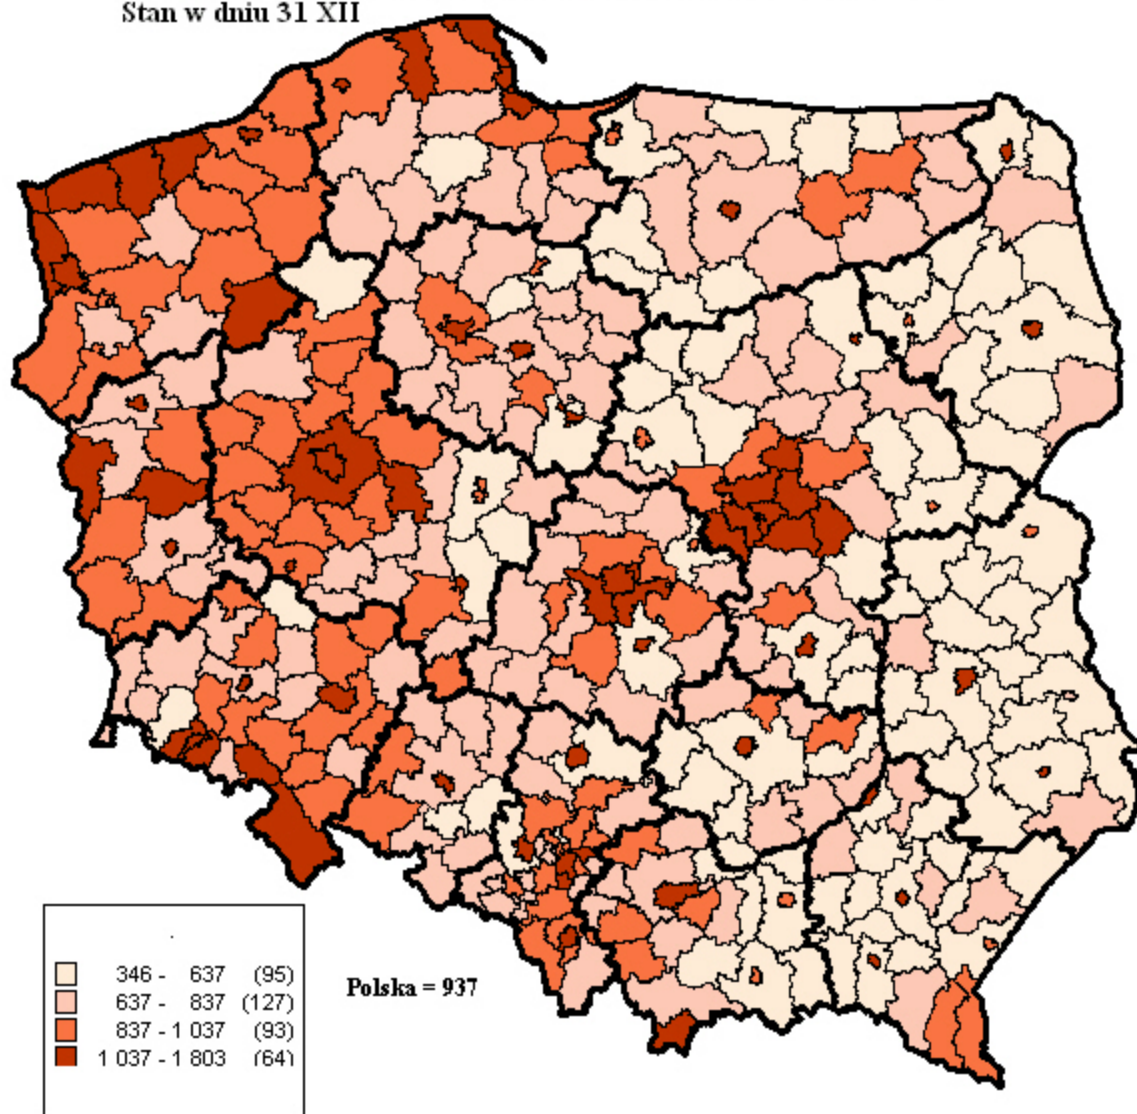 Stan w dniu 31 XII
346 - 637 (95)
637 - 837 (127)
837 - 1 037 (93)
1 037 - 1 803 (64)
Polska = 937